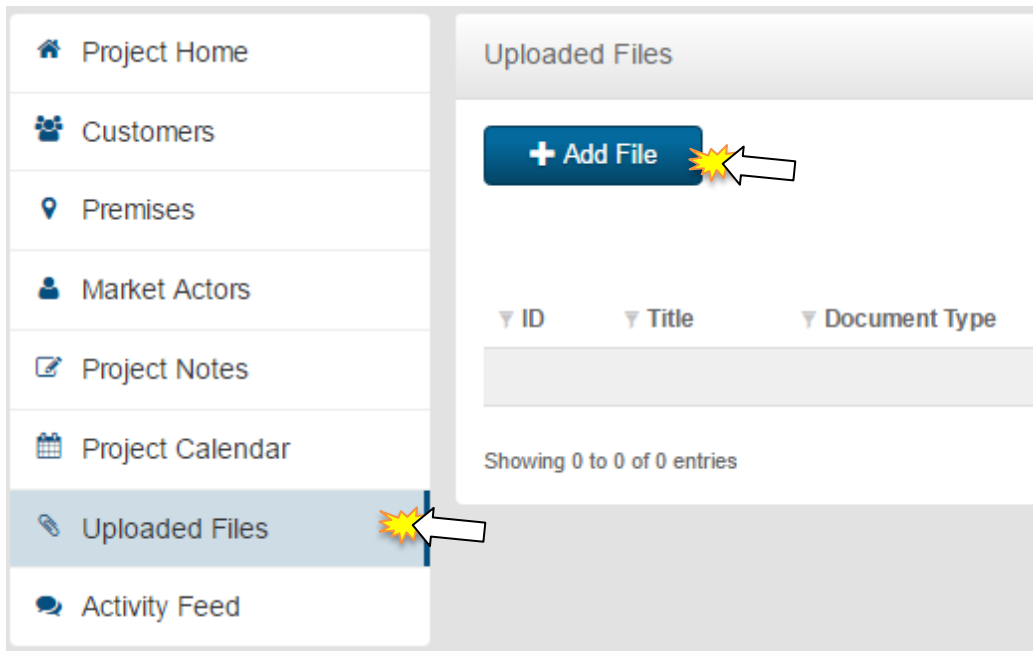 Project Home
Customers
Premises
Market Actors
Project Notes
Project Calendar
Uploaded Files
Activity Feed
Uploaded Files
Add File
ID Title Document Type
Showing 0 to 0 of 0 entries